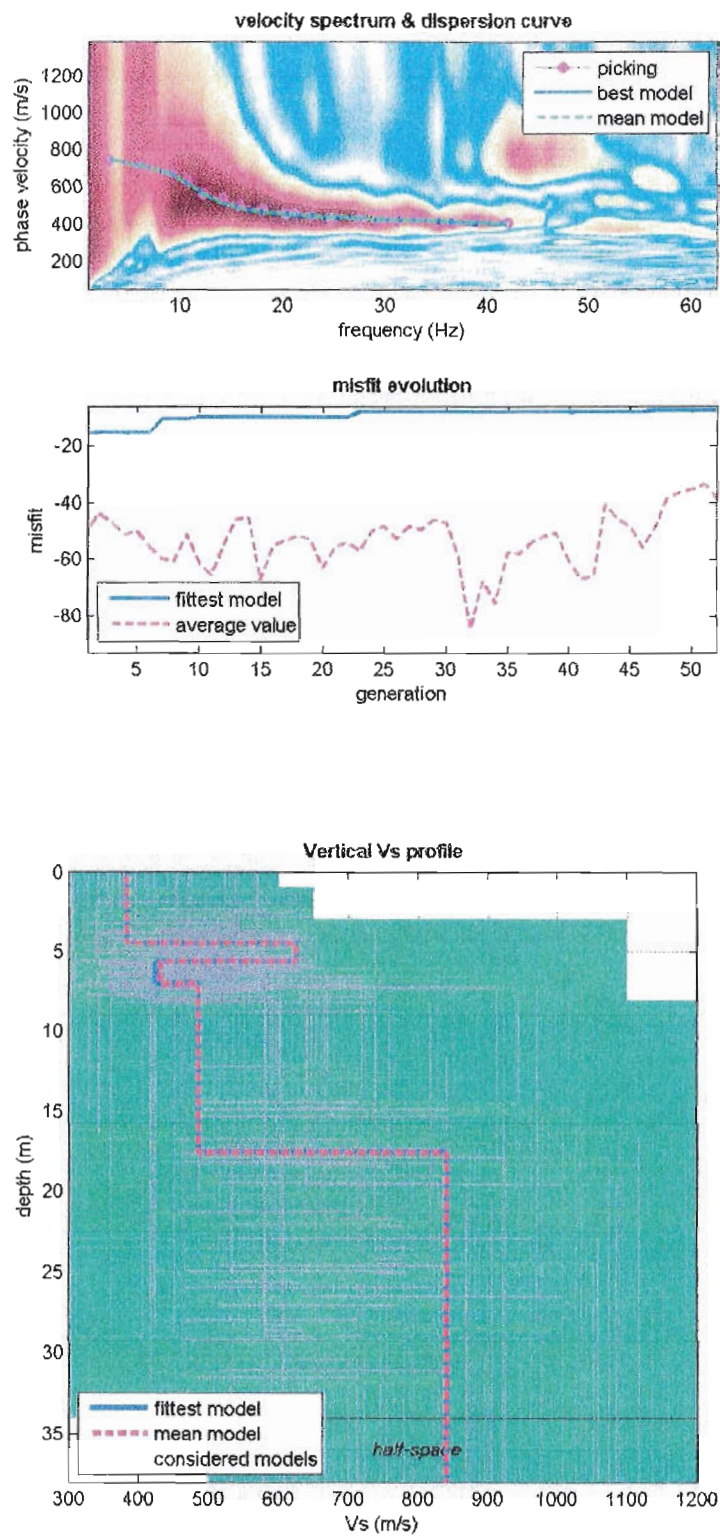 velocity spectrum & dispersion curve
phase velocity (m/s)
1200
1000
800
600
400
200
picking
best model
mean model
10 20 30 40 50 60
frequency (Hz)
misfit evolution
misfit
-20
-40
-60
-80
fittest model
average value
5 10 15 20 25 30 35 40 45 50
generation
Vertical Vs profile
depth (m)
0
5
10
15
20
25
30
35
fittest model
mean model
considered models
half-space
300 400 500 600 700 800 900 1000 1100 1200
Vs (m/s)